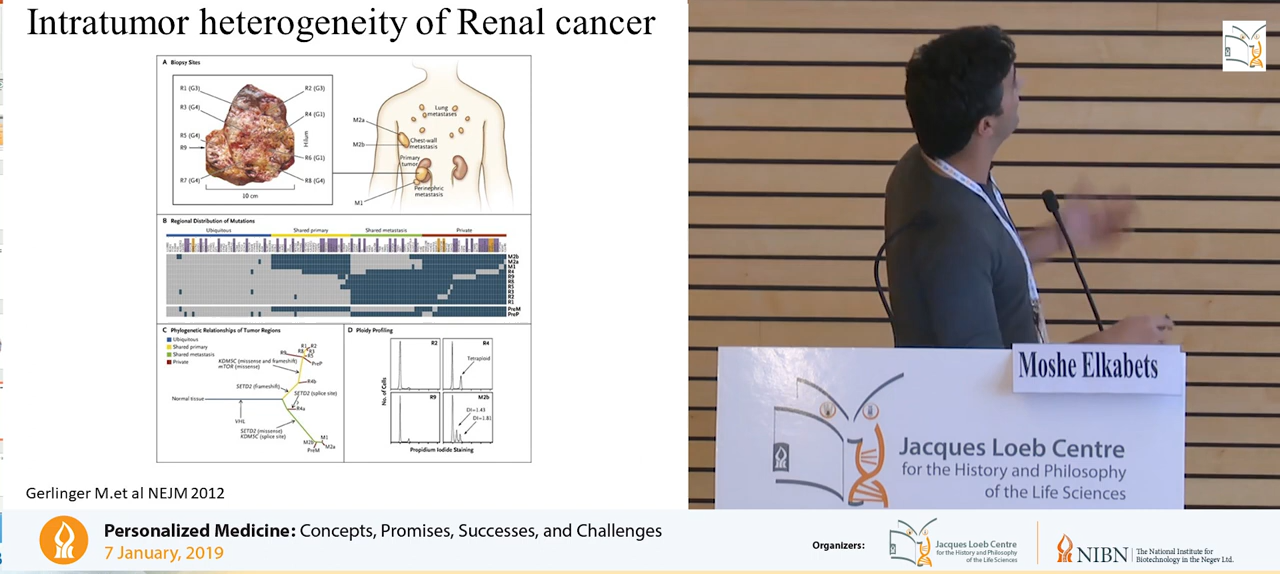 Intratumor heterogeneity of Renal cancer
A Biopsy Sites
R1 (G3)
R2 (G3)
R3 (G4)
R4 (G1)
R5 (G4)
R9
Hilum
R6 (G1)
R7 (G4)
R8 (G4)
10 cm
Lung
metastases
M2a
Chest-wall
metastasis
M2b
Primary
tumor
Perinephric
metastasis
M1
B Regional Distribution of Mutations
Ubiquitous
Shared primary
Shared metastasis
Private
M2b
M2a
M1
R4
R9
R8
R5
R3
R2
R1
PreM
PreP
C Phylogenetic Relationships of Tumor Regions
Ubiquitous
Shared primary
Shared metastasis
Private
KDM5C (missense and frameshift)
mTOR (missense)
PreP
SETD2 (frameshift)
R4b
SETD2 (splice site)
Normal tissue
R4a
VHL
SETD2 (missense)
KDM5C (splice site)
M2b
M1
M2a
PreM
D Ploidy Profiling
R2
R4
Tetraploid
No. of Cells
R9
M2b
DI=1.43
DI=1.81
Propidium Iodide Staining
Gerlinger M.et al NEJM 2012
Moshe Elkabets
Jacques Loeb Centre
for the History and Philosophy
of the Life Sciences
Personalized Medicine: Concepts, Promises, Successes, and Challenges
7 January, 2019
Organizers:
Jacques Loeb Centre
for the History and Philosophy
of the Life Sciences
NIBN
The National Institute for
Biotechnology in the Negev Ltd.